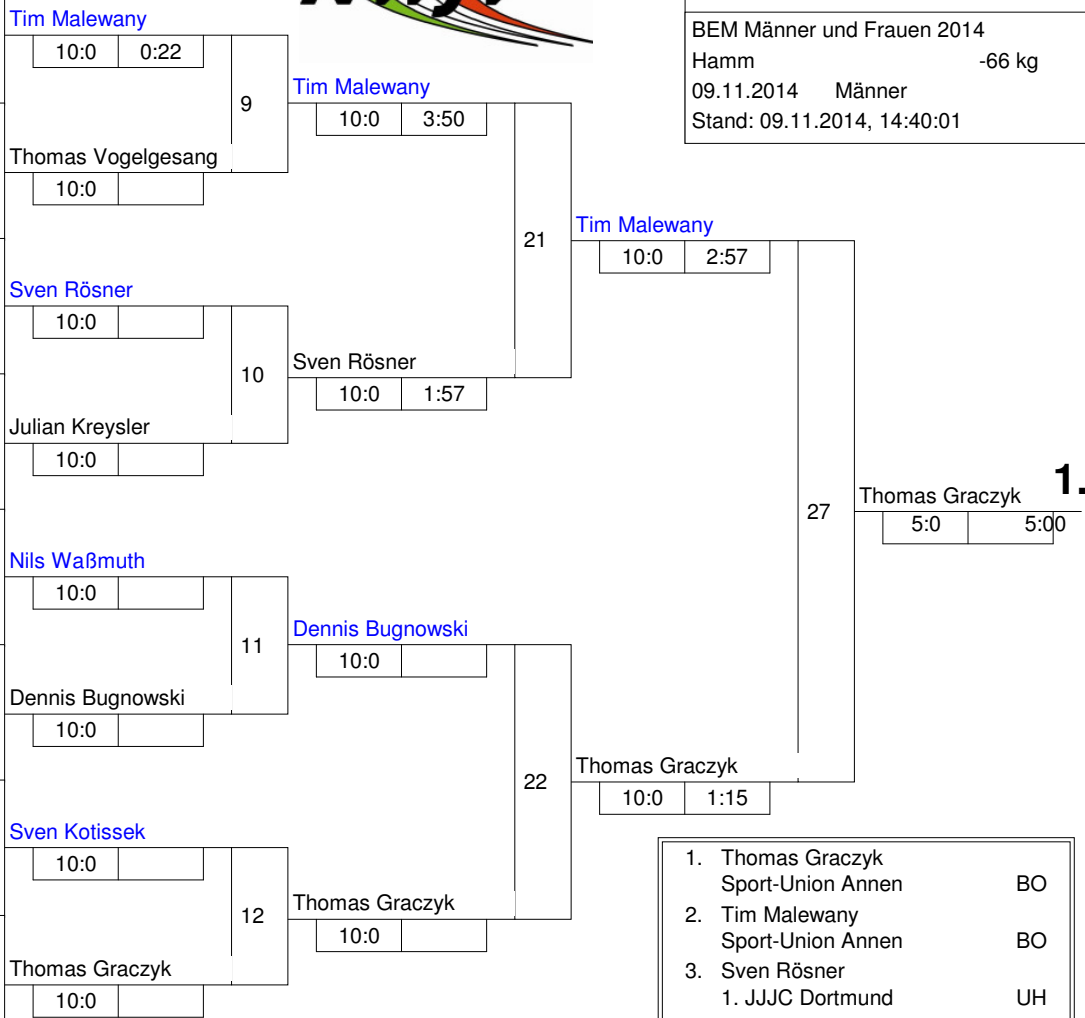 BEM Männer und Frauen 2014
Hamm -66 kg
09.11.2014 Männer
Stand: 09.11.2014, 14:40:01
Tim Malewany
10:0 0:22
9
Thomas Vogelgesang
10:0
Sven Rösner
10:0
10
Julian Kreysler
10:0
Nils Waßmuth
10:0
11
Dennis Bugnowski
10:0
Sven Kotissek
10:0
12
Thomas Graczyk
10:0
Tim Malewany
10:0 3:50
21
Sven Rösner
10:0 1:57
Dennis Bugnowski
10:0
22
Thomas Graczyk
10:0
Tim Malewany
10:0 2:57
27
Thomas Graczyk
10:0 1:15
Thomas Graczyk 1.
5:0 5:00
1. Thomas Graczyk
Sport-Union Annen BO
2. Tim Malewany
Sport-Union Annen BO
3. Sven Rösner
1. JJJC Dortmund UH